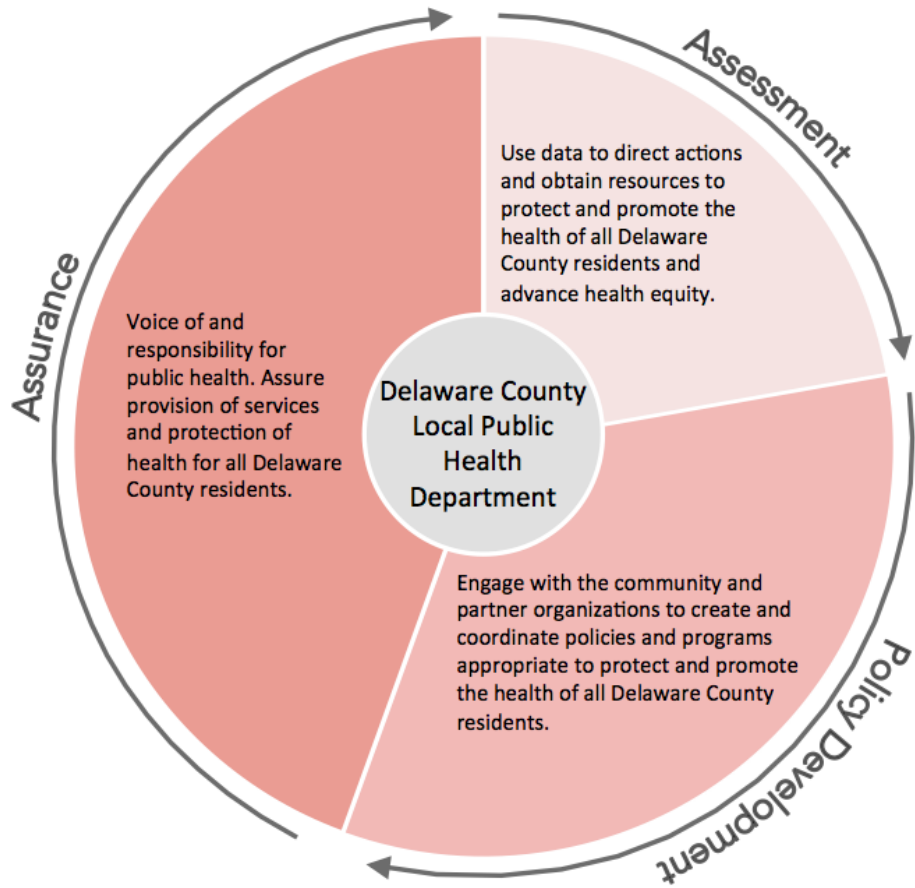 Assessment
Use data to direct actions
and obtain resources to
protect and promote the
health of all Delaware
County residents and
advance health equity.
Policy Development
Engage with the community and
partner organizations to create and
coordinate policies and programs
appropriate to protect and promote
the health of all Delaware County
residents.
Assurance
Voice of and
responsibility for
public health. Assure
provision of services
and protection of
health for all Delaware
County residents.
Delaware County
Local Public
Health
Department